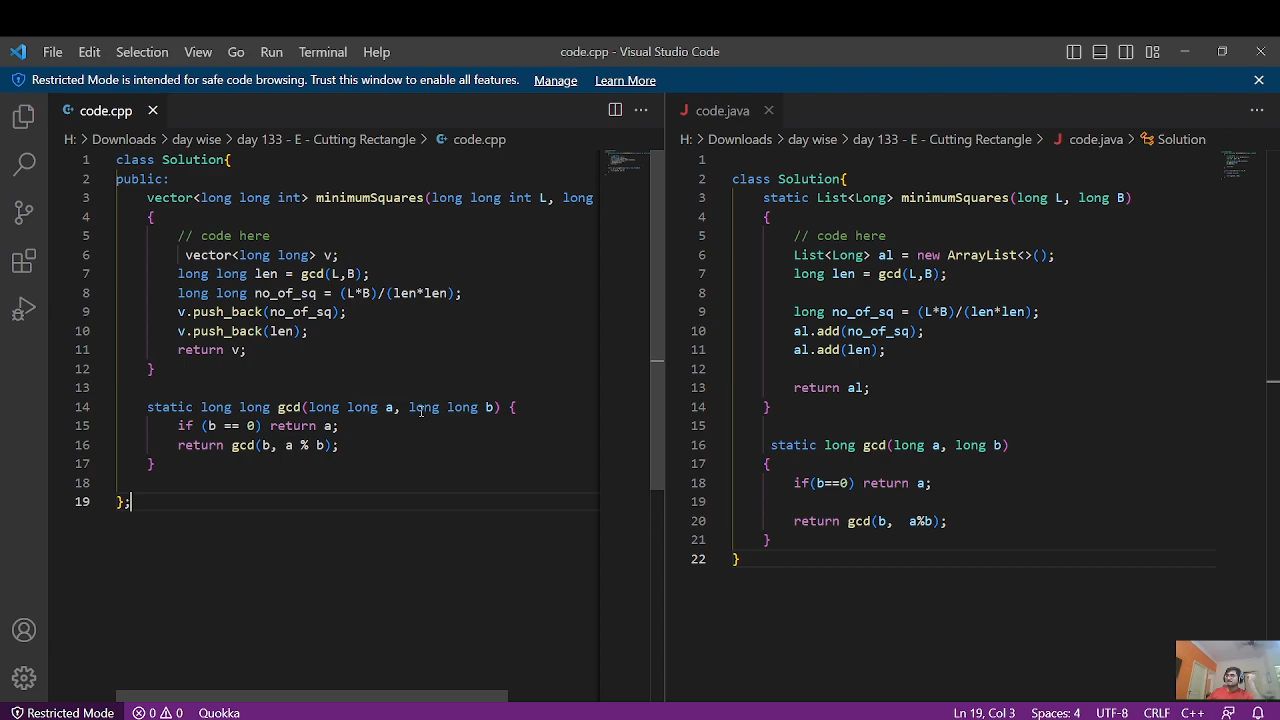 File Edit Selection View Go Run Terminal Help code.cpp - Visual Studio Code
Restricted Mode is intended for safe code browsing. Trust this window to enable all features. Manage Learn More
code.cpp
H: > Downloads > day wise > day 133 - E - Cutting Rectangle > code.cpp
1 class Solution{
2 public:
3 vector<long long int> minimumSquares(long long int L, long
4 {
5 // code here
6 vector<long long> v;
7 long long len = gcd(L,B);
8 long long no_of_sq = (L*B)/(len*len);
9 v.push_back(no_of_sq);
10 v.push_back(len);
11 return v;
12 }
13
14 static long long gcd(long long a, long long b) {
15 if (b == 0) return a;
16 return gcd(b, a % b);
17 }
18
19 };
code.java
H: > Downloads > day wise > day 133 - E - Cutting Rectangle > code.java > Solution
1
2 class Solution{
3 static List<Long> minimumSquares(long L, long B)
4 {
5 // code here
6 List<Long> al = new ArrayList<>();
7 long len = gcd(L,B);
8
9 long no_of_sq = (L*B)/(len*len);
10 al.add(no_of_sq);
11 al.add(len);
12
13 return al;
14 }
15
16 static long gcd(long a, long b)
17 {
18 if(b==0) return a;
19
20 return gcd(b, a%b);
21 }
22 }
Restricted Mode 0 0 Quokka Ln 19, Col 3 Spaces: 4 UTF-8 CRLF C++